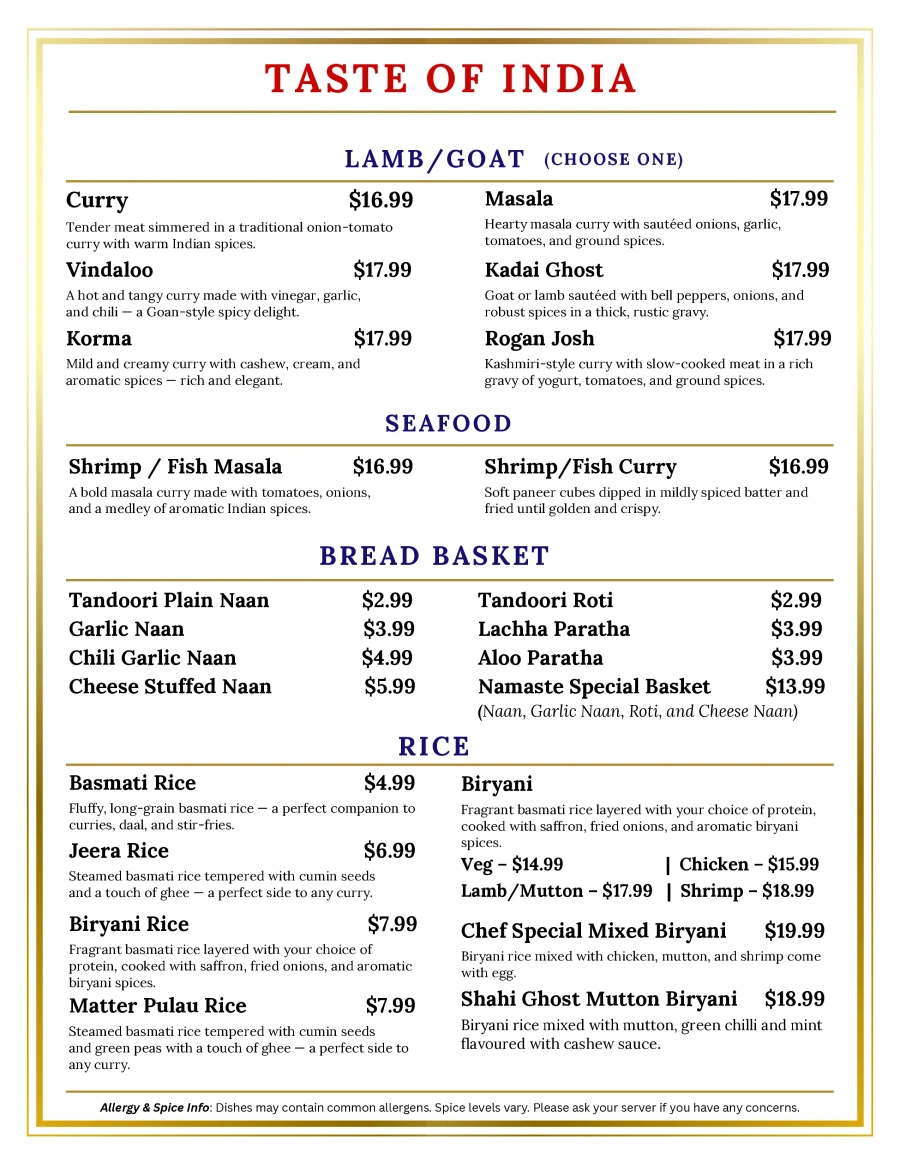 TASTE OF INDIA
LAMB/GOAT (CHOOSE ONE)
Curry $16.99
Tender meat simmered in a traditional onion-tomato
curry with warm Indian spices.
Vindaloo $17.99
A hot and tangy curry made with vinegar, garlic,
and chili — a Goan-style spicy delight.
Korma $17.99
Mild and creamy curry with cashew, cream, and
aromatic spices — rich and elegant.
Masala $17.99
Hearty masala curry with sautéed onions, garlic,
tomatoes, and ground spices.
Kadai Ghost $17.99
Goat or lamb sautéed with bell peppers, onions, and
robust spices in a thick, rustic gravy.
Rogan Josh $17.99
Kashmiri-style curry with slow-cooked meat in a rich
gravy of yogurt, tomatoes, and ground spices.
SEAFOOD
Shrimp / Fish Masala $16.99
A bold masala curry made with tomatoes, onions,
and a medley of aromatic Indian spices.
Shrimp/Fish Curry $16.99
Soft paneer cubes dipped in mildly spiced batter and
fried until golden and crispy.
BREAD BASKET
Tandoori Plain Naan $2.99
Garlic Naan $3.99
Chili Garlic Naan $4.99
Cheese Stuffed Naan $5.99
Tandoori Roti $2.99
Lachha Paratha $3.99
Aloo Paratha $3.99
Namaste Special Basket $13.99
(Naan, Garlic Naan, Roti, and Cheese Naan)
RICE
Basmati Rice $4.99
Fluffy, long-grain basmati rice — a perfect companion to
curries, daal, and stir-fries.
Jeera Rice $6.99
Steamed basmati rice tempered with cumin seeds
and a touch of ghee — a perfect side to any curry.
Biryani Rice $7.99
Fragrant basmati rice layered with your choice of
protein, cooked with saffron, fried onions, and aromatic
biryani spices.
Matter Pulau Rice $7.99
Steamed basmati rice tempered with cumin seeds
and green peas with a touch of ghee — a perfect side to
any curry.
Biryani
Fragrant basmati rice layered with your choice of protein,
cooked with saffron, fried onions, and aromatic biryani
spices.
Veg – $14.99 | Chicken – $15.99
Lamb/Mutton – $17.99 | Shrimp – $18.99
Chef Special Mixed Biryani $19.99
Biryani rice mixed with chicken, mutton, and shrimp come
with egg.
Shahi Ghost Mutton Biryani $18.99
Biryani rice mixed with mutton, green chilli and mint
flavoured with cashew sauce.
Allergy & Spice Info: Dishes may contain common allergens. Spice levels vary. Please ask your server if you have any concerns.